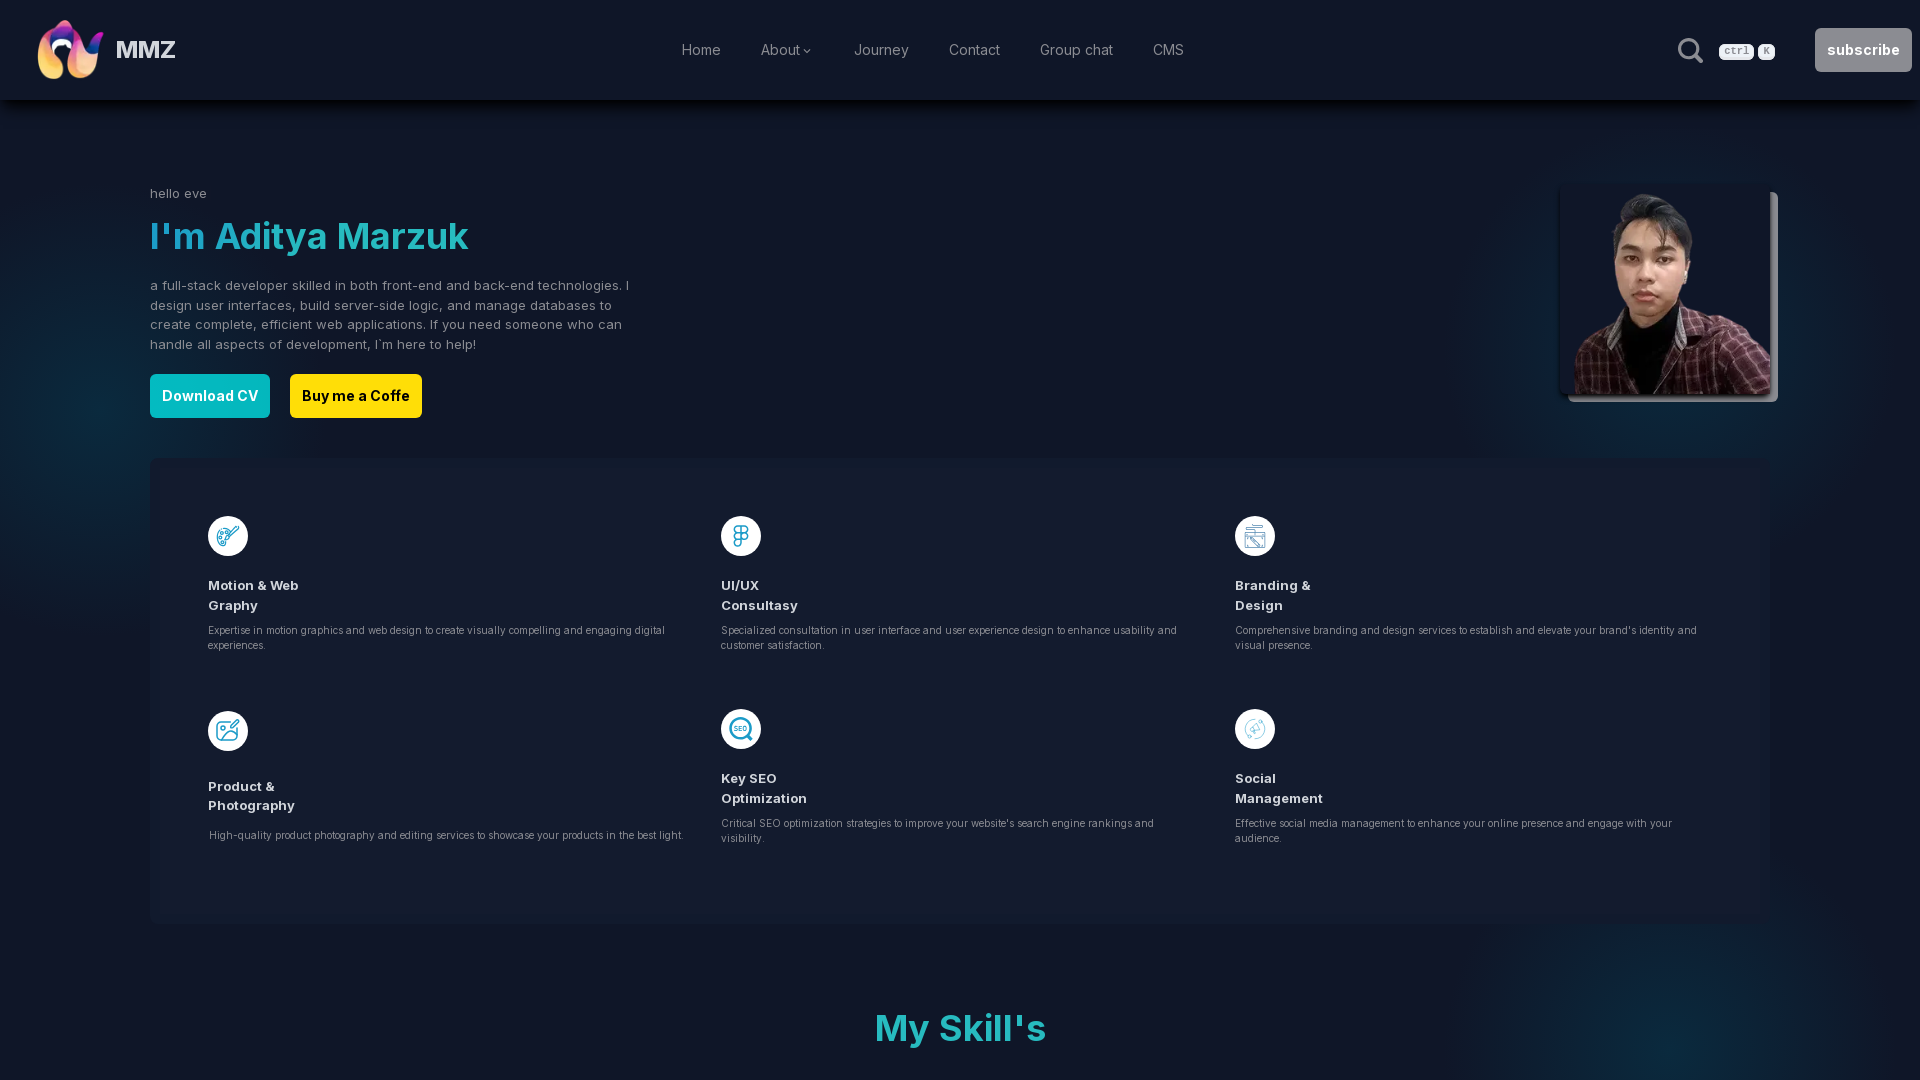 MMZ
Home
About
Journey
Contact
Group chat
CMS
ctrl K
subscribe
hello eve
I'm Aditya Marzuk
a full-stack developer skilled in both front-end and back-end technologies. I
design user interfaces, build server-side logic, and manage databases to
create complete, efficient web applications. If you need someone who can
handle all aspects of development, I`m here to help!
Download CV
Buy me a Coffe
Motion & Web
Graphy
Expertise in motion graphics and web design to create visually compelling and engaging digital
experiences.
UI/UX
Consultasy
Specialized consultation in user interface and user experience design to enhance usability and
customer satisfaction.
Branding &
Design
Comprehensive branding and design services to establish and elevate your brand's identity and
visual presence.
Product &
Photography
High-quality product photography and editing services to showcase your products in the best light.
SEO
Key SEO
Optimization
Critical SEO optimization strategies to improve your website's search engine rankings and
visibility.
Social
Management
Effective social media management to enhance your online presence and engage with your
audience.
My Skill's